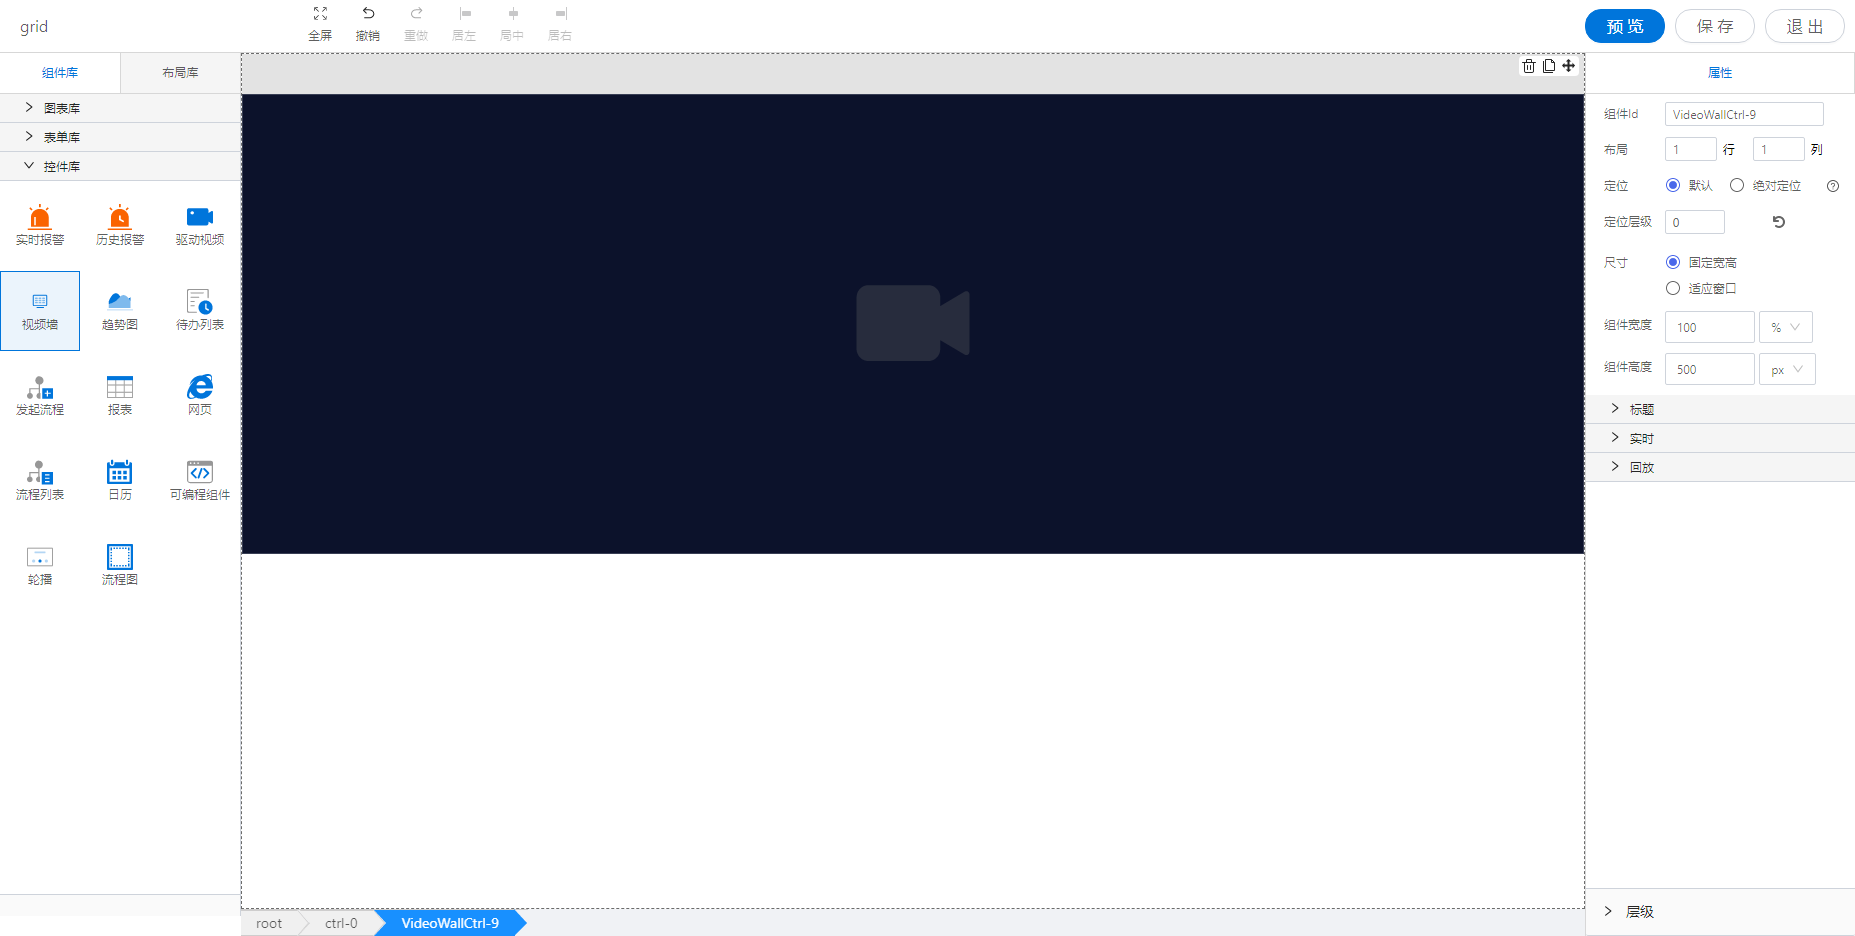 grid
全屏 撤销 重做 居左 局中 居右
预 览 保 存 退 出
组件库 布局库
图表库
表单库
控件库
实时报警 历史报警 驱动视频
视频墙 趋势图 待办列表
发起流程 报表 网页
流程列表 日历 可编程组件
轮播 流程图
root ctrl-0 VideoWallCtrl-9
属性
组件Id VideoWallCtrl-9
布局 1 行 1 列
定位 默认 绝对定位
定位层级 0
尺寸 固定宽高
适应窗口
组件宽度 100 %
组件高度 500 px
标题
实时
回放
层级